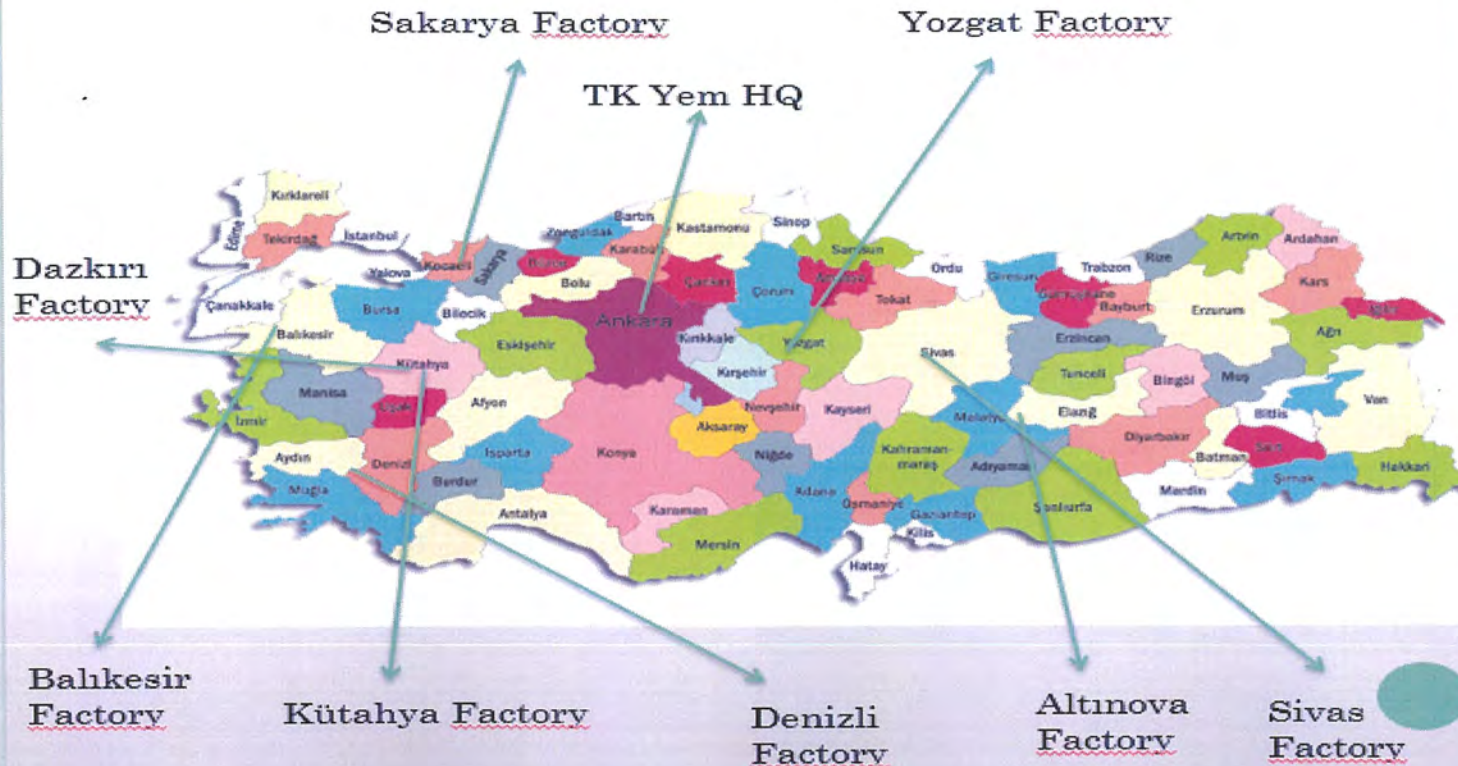 Sakarya Factory
Yozgat Factory
TK Yem HQ
Dazkırı
Factory
Kırklareli
Edirne
Tekirdağ
İstanbul
Kocaeli
Yalova
Sakarya
Zonguldak
Bartın
Karabük
Kastamonu
Sinop
Samsun
Bolu
Çankırı
Çorum
Amasya
Tokat
Ordu
Giresun
Gümüşhane
Trabzon
Bayburt
Rize
Artvin
Ardahan
Kars
Iğdır
Ağrı
Erzurum
Erzincan
Çanakkale
Balıkesir
Bursa
Bilecik
Eskişehir
Ankara
Kırıkkale
Kırşehir
Yozgat
Sivas
Tunceli
Bingöl
Muş
Bitlis
Van
Kütahya
Manisa
Uşak
İzmir
Afyon
Aydın
Denizli
Isparta
Burdur
Muğla
Antalya
Konya
Aksaray
Nevşehir
Niğde
Kayseri
Karaman
Mersin
Adana
Kahraman-
maraş
Osmaniye
Gaziantep
Kilis
Hatay
Malatya
Adıyaman
Elazığ
Diyarbakır
Şanlıurfa
Batman
Siirt
Mardin
Şırnak
Hakkari
Balıkesir
Factory
Kütahya Factory
Denizli
Factory
Altınova
Factory
Sivas
Factory